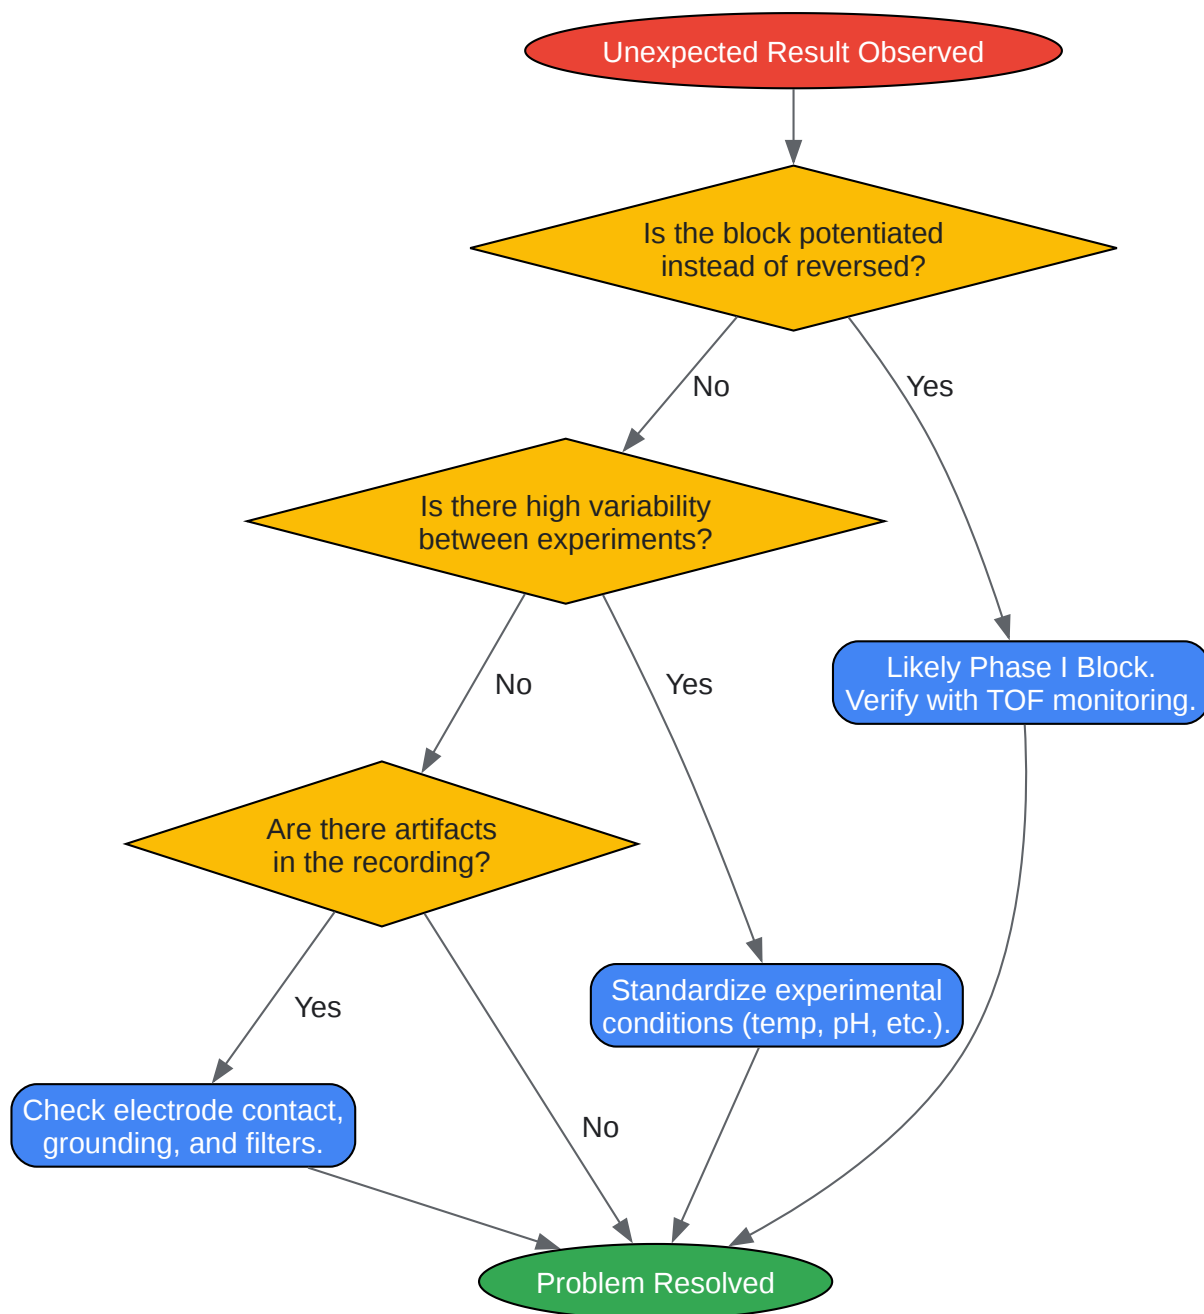 Unexpected Result Observed
Is the block potentiated
instead of reversed?
No
Yes
Is there high variability
between experiments?
No
Yes
Likely Phase I Block.
Verify with TOF monitoring.
Are there artifacts
in the recording?
Yes
No
Standardize experimental
conditions (temp, pH, etc.).
Check electrode contact,
grounding, and filters.
Problem Resolved